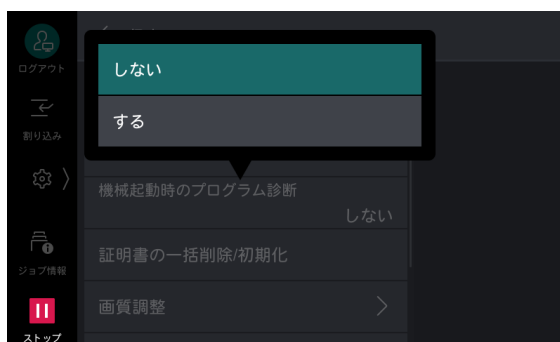 ログアウト
割り込み
ジョブ情報
ストップ
しない
する
機械起動時のプログラム診断
しない
証明書の一括削除/初期化
画質調整